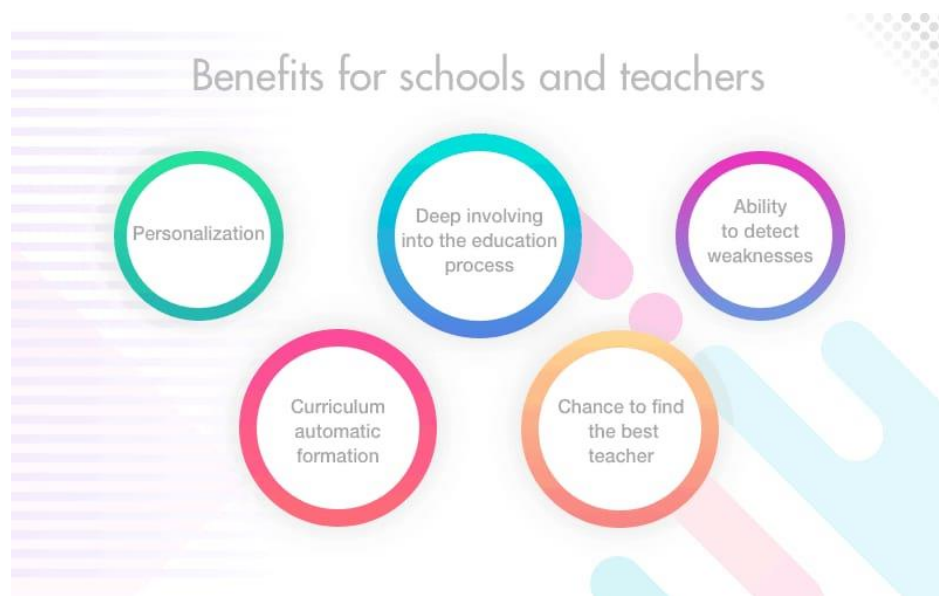 Benefits for schools and teachers
Personalization
Deep involving
into the education
process
Ability
to detect
weaknesses
Curriculum
automatic
formation
Chance to find
the best
teacher